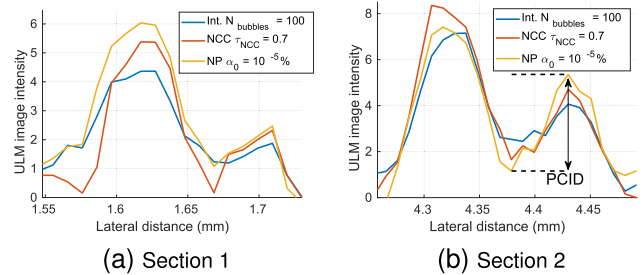 Int. N bubbles = 100
NCC τNCC = 0.7
NP α0 = 10 -5%
ULM image intensity
6
5
4
3
2
1
0
1.55
1.6
1.65
1.7
Lateral distance (mm)
(a) Section 1
Int. N bubbles = 100
NCC τNCC = 0.7
NP α0 = 10 -5%
ULM image intensity
8
6
4
2
0
PCID
4.3
4.35
4.4
4.45
Lateral distance (mm)
(b) Section 2